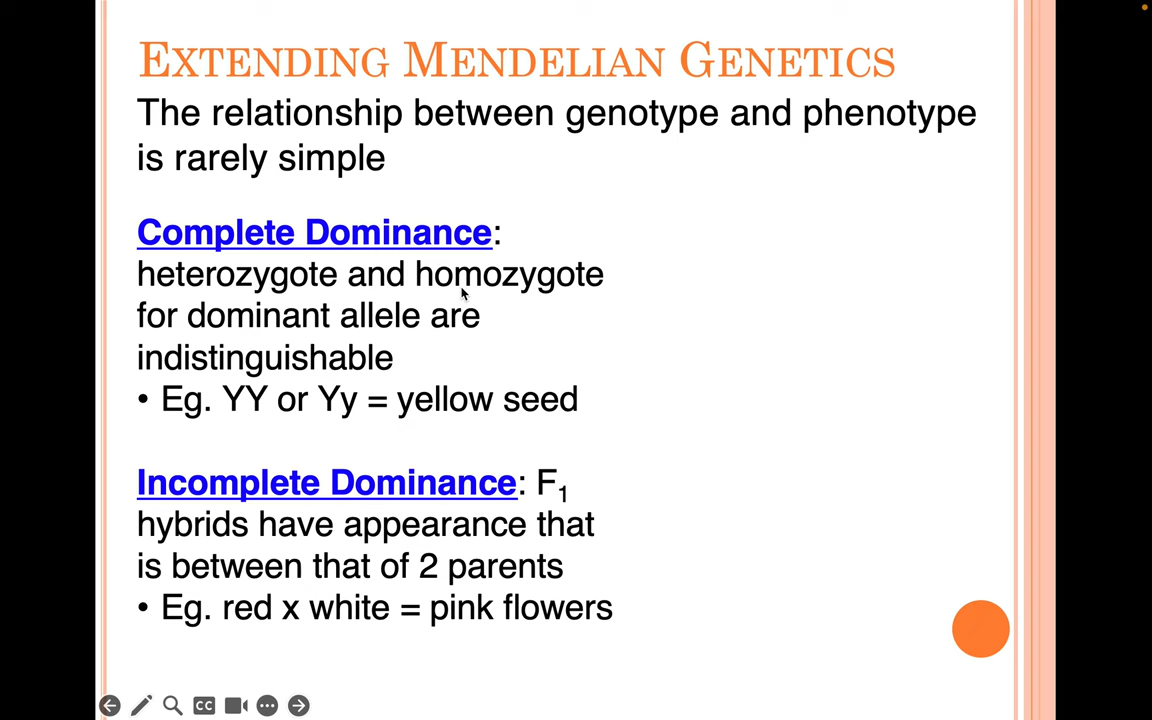 EXTENDING MENDELIAN GENETICS
The relationship between genotype and phenotype
is rarely simple
Complete Dominance:
heterozygote and homozygote
for dominant allele are
indistinguishable
• Eg. YY or Yy = yellow seed
Incomplete Dominance: F₁
hybrids have appearance that
is between that of 2 parents
• Eg. red x white = pink flowers
CC